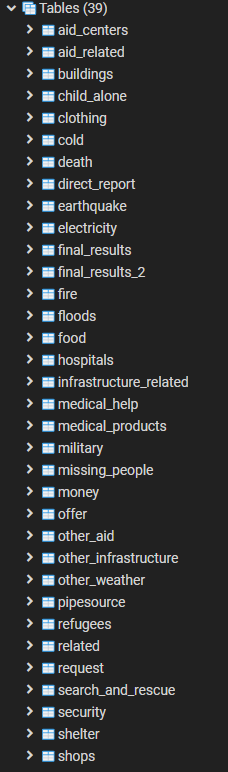 Tables (39)
aid_centers
aid_related
buildings
child_alone
clothing
cold
death
direct_report
earthquake
electricity
final_results
final_results_2
fire
floods
food
hospitals
infrastructure_related
medical_help
medical_products
military
missing_people
money
offer
other_aid
other_infrastructure
other_weather
pipesource
refugees
related
request
search_and_rescue
security
shelter
shops